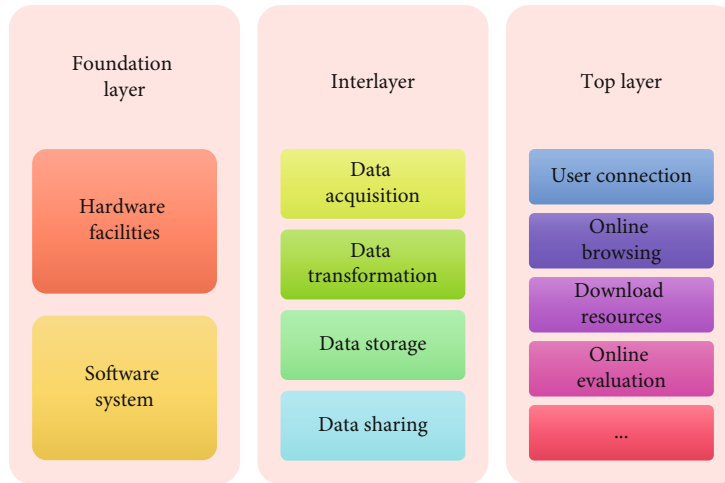 Foundation
layer
Hardware
facilities
Software
system
Interlayer
Data
acquisition
Data
transformation
Data storage
Data sharing
Top layer
User connection
Online
browsing
Download
resources
Online
evaluation
...